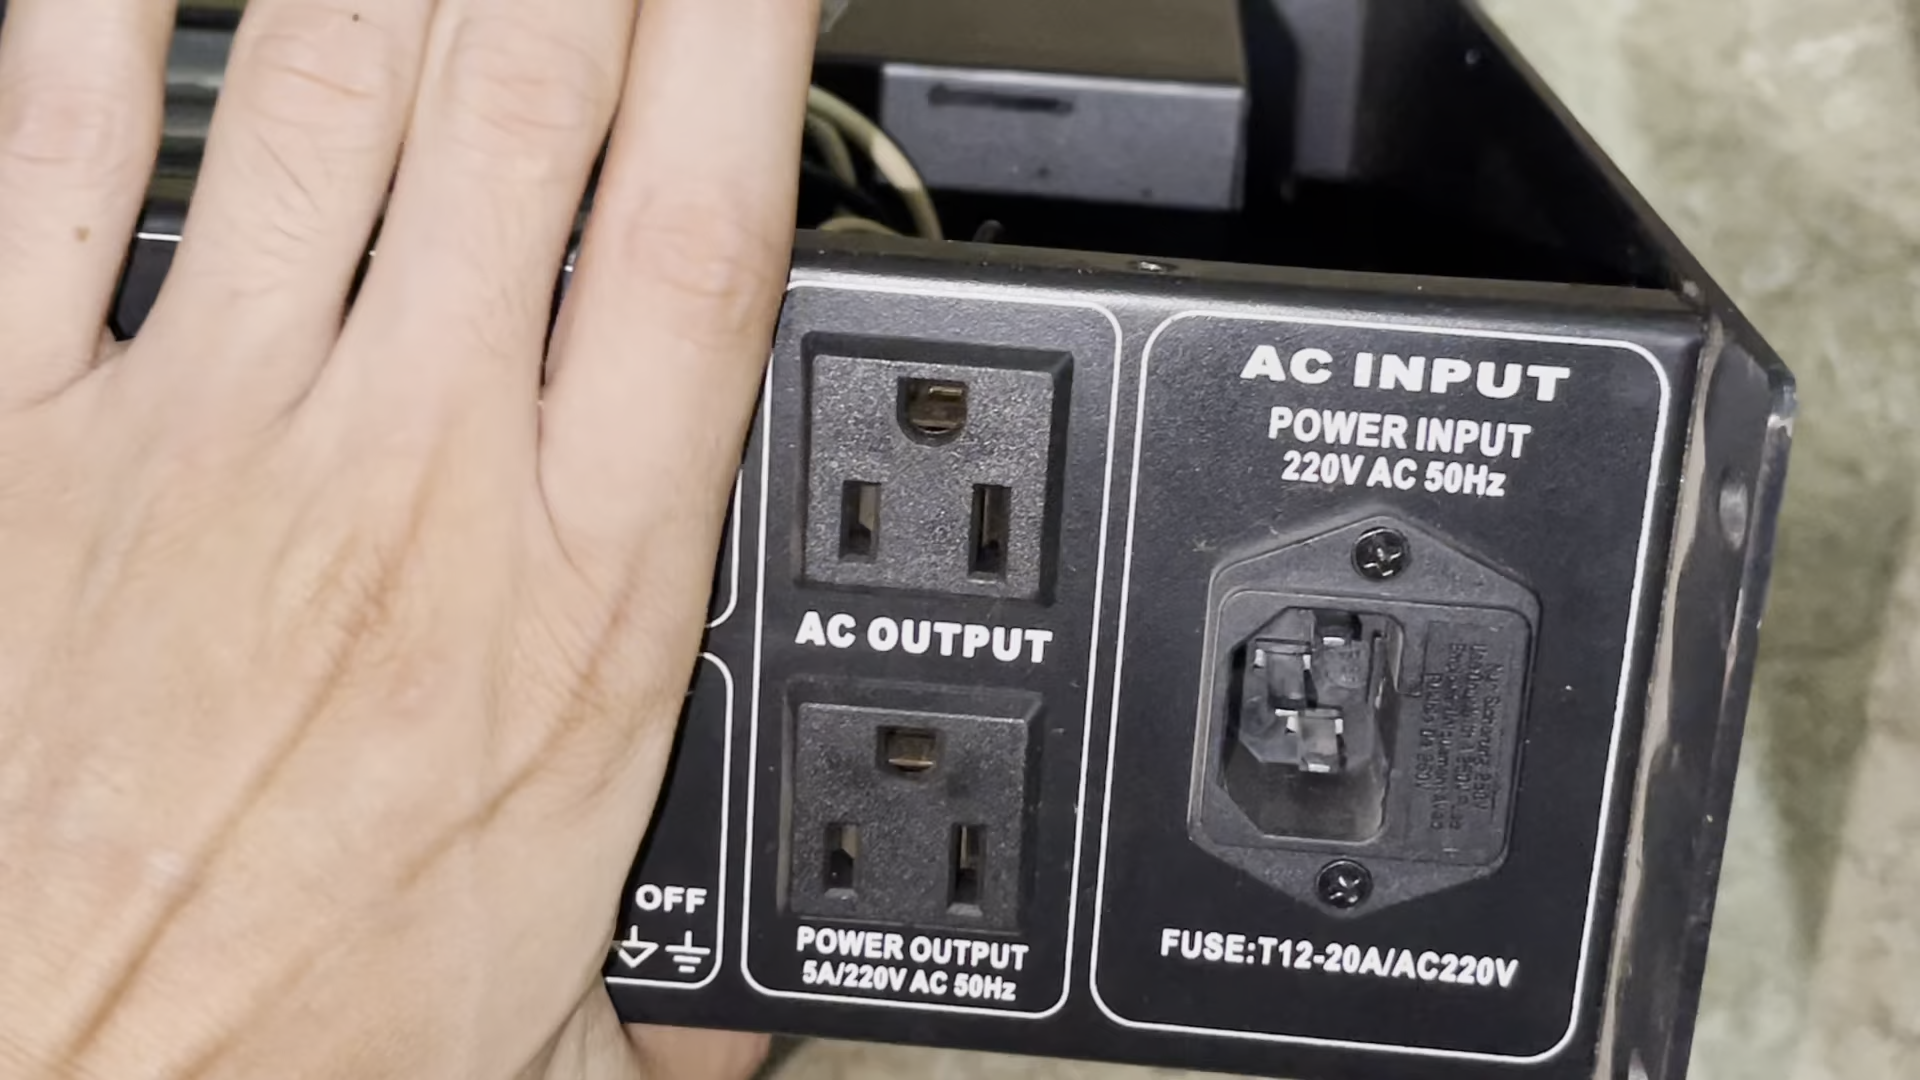 AC INPUT
POWER INPUT
220V AC 50Hz
AC OUTPUT
OFF
POWER OUTPUT
5A/220V AC 50Hz
FUSE:T12-20A/AC220V